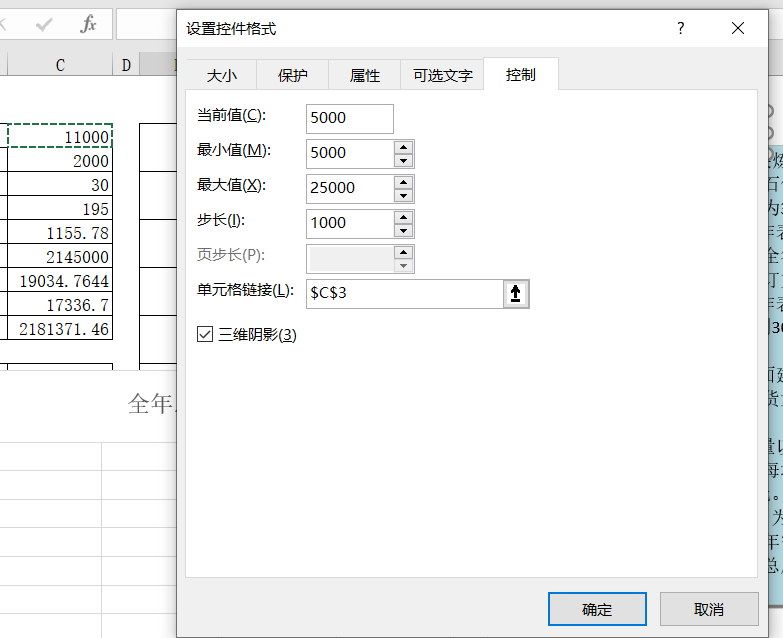 设置控件格式
fx
C D
大小 保护 属性 可选文字 控制
当前值(C): 5000
最小值(M): 5000
最大值(X): 25000
步长(I): 1000
页步长(P):
单元格链接(L): $C$3
三维阴影(3)
确定 取消
11000
2000
30
195
1155.78
2145000
19034.7644
17336.7
2181371.46
全年